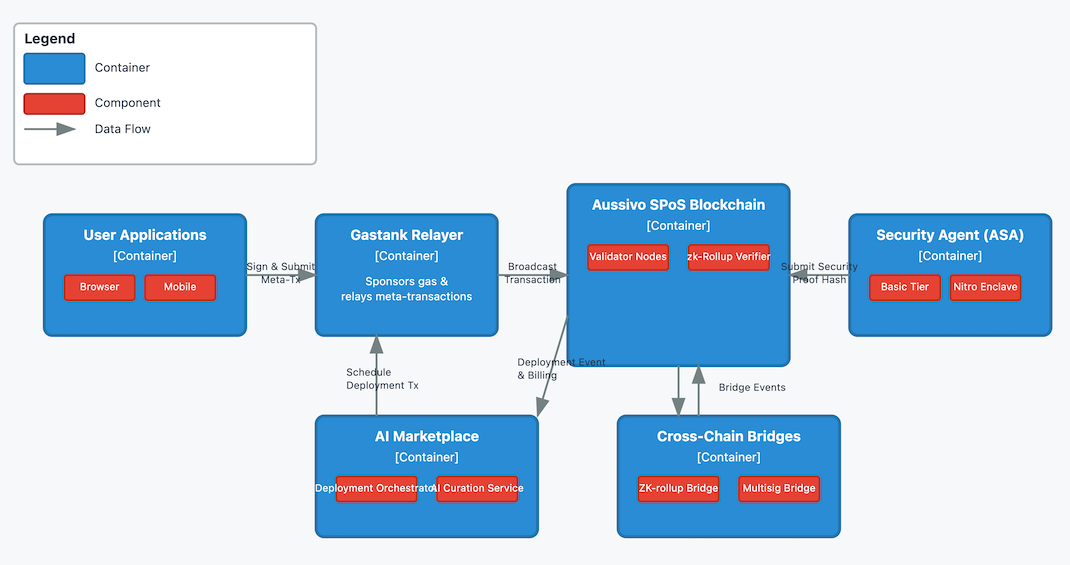 Legend
Container
Component
Data Flow
User Applications
[Container]
Browser
Mobile
Sign & Submit
Meta-Tx
Gastank Relayer
[Container]
Sponsors gas &
relays meta-transactions
Broadcast
Transaction
Aussivo SPoS Blockchain
[Container]
Validator Nodes
zk-Rollup Verifier
Submit Security
Proof Hash
Security Agent (ASA)
[Container]
Basic Tier
Nitro Enclave
Schedule
Deployment Tx
Deployment Event
& Billing
Bridge Events
AI Marketplace
[Container]
Deployment Orchestrator
AI Curation Service
Cross-Chain Bridges
[Container]
ZK-rollup Bridge
Multisig Bridge